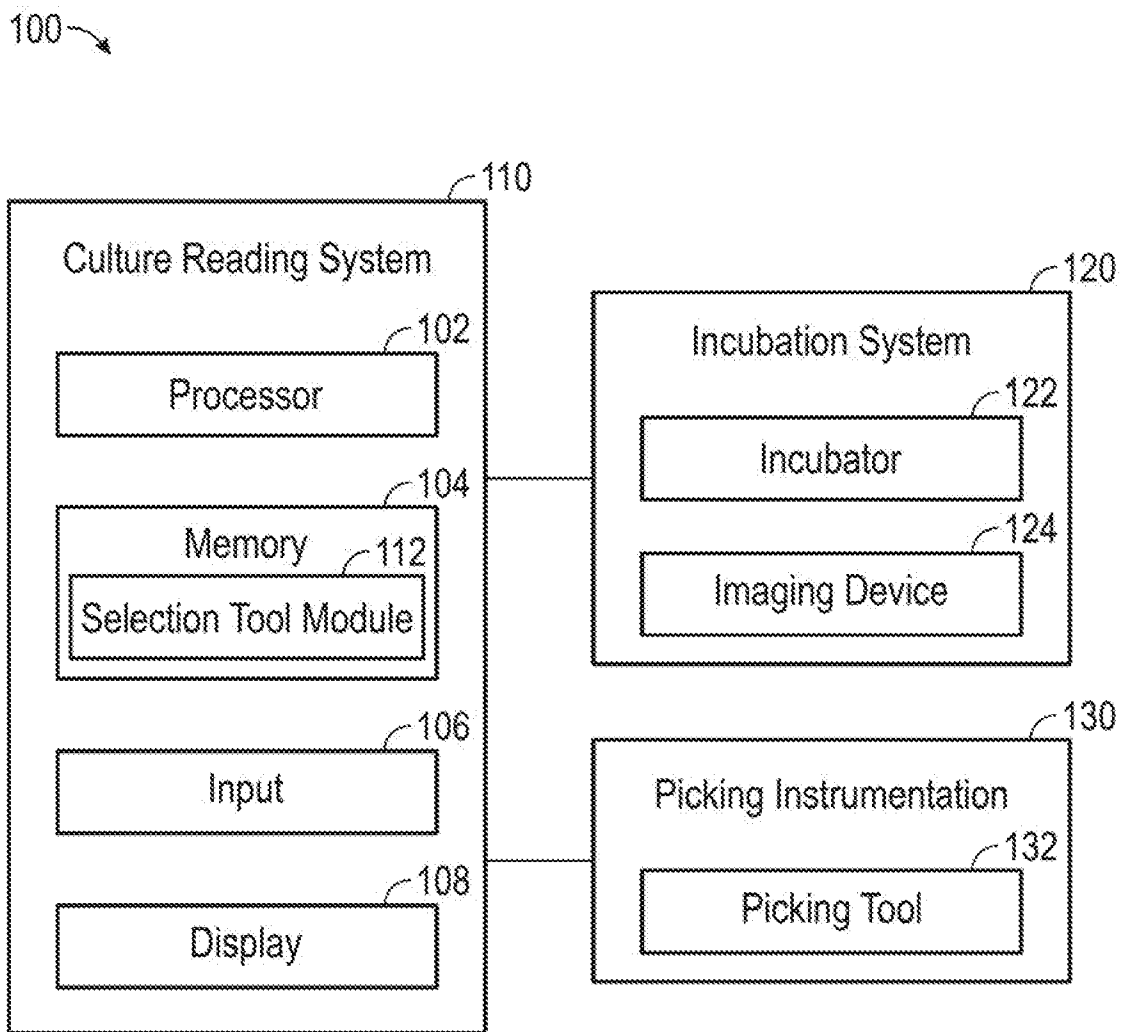 100
110
Culture Reading System
102
Processor
104
Memory
112
Selection Tool Module
106
Input
108
Display
120
Incubation System
122
Incubator
124
Imaging Device
130
Picking Instrumentation
132
Picking Tool